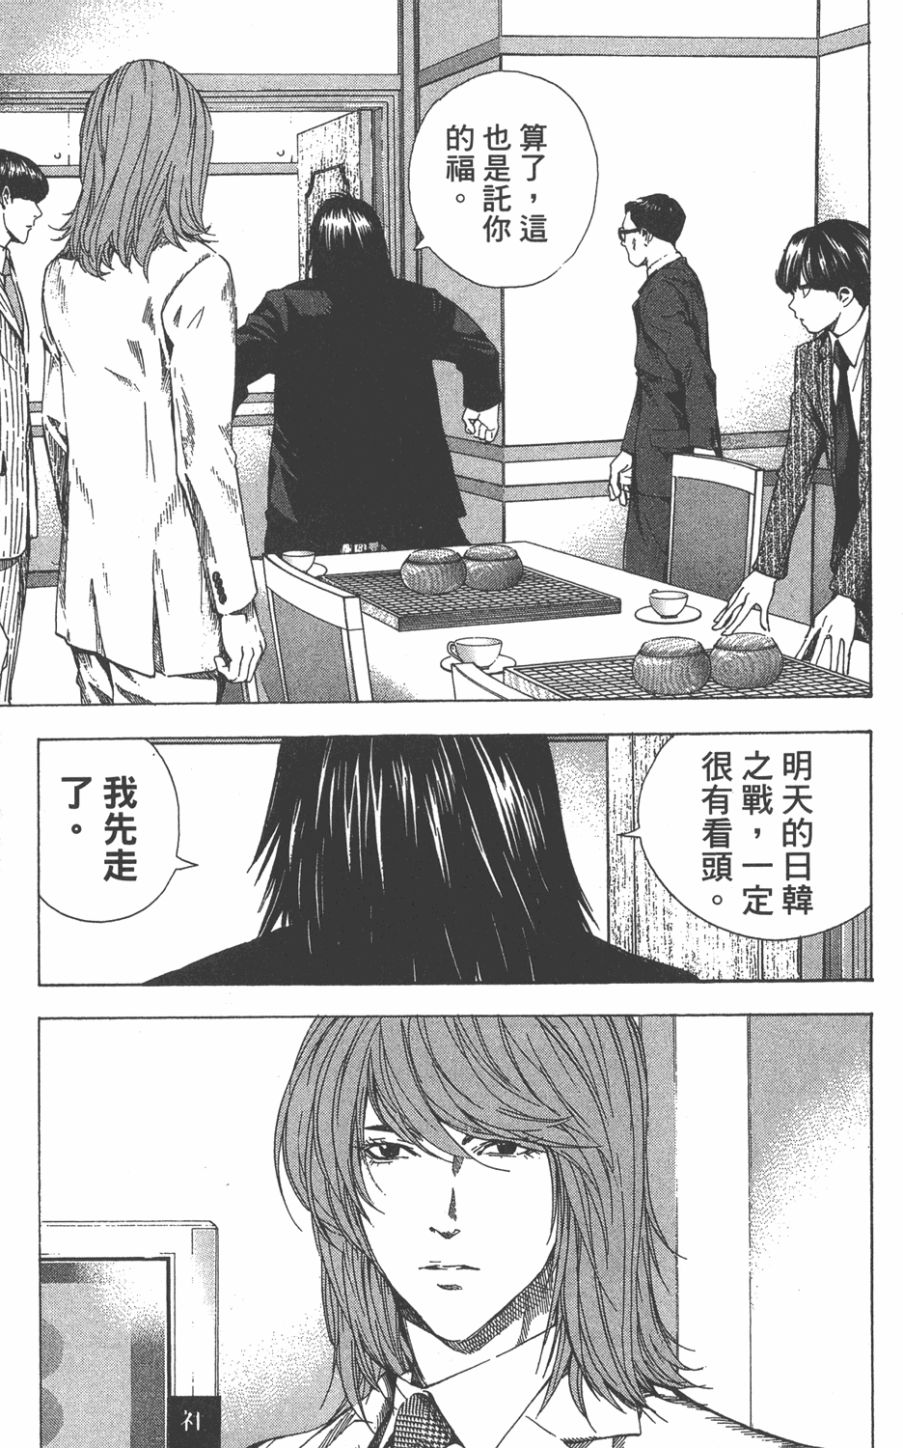 算了，這
也是託你
的福。
明天的日韓
之戰，一定
很有看頭。
我先走
了。